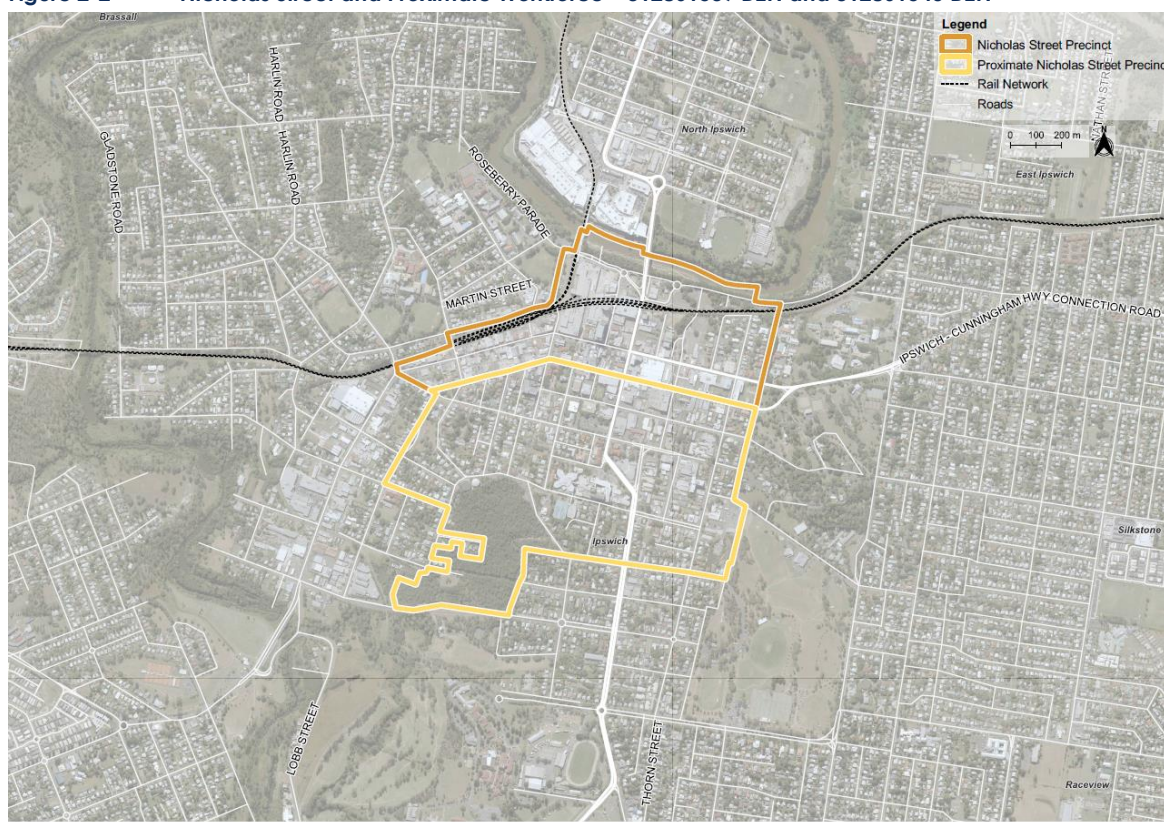 Nicholas Street and Proximate Workforce –
Brassall
Legend
Nicholas Street Precinct
Proximate Nicholas Street Precinc
Rail Network
Roads
0 100 200 m
NATHAN STREET
HARLIN ROAD
HARLIN ROAD
GLADSTONE ROAD
North Ipswich
East Ipswich
ROSEBERRY PARADE
MARTIN STREET
IPSWICH - CUNNINGHAM HWY CONNECTION ROAD
Silkstone
Ipswich
LOBB STREET
THORN STREET
Raceview